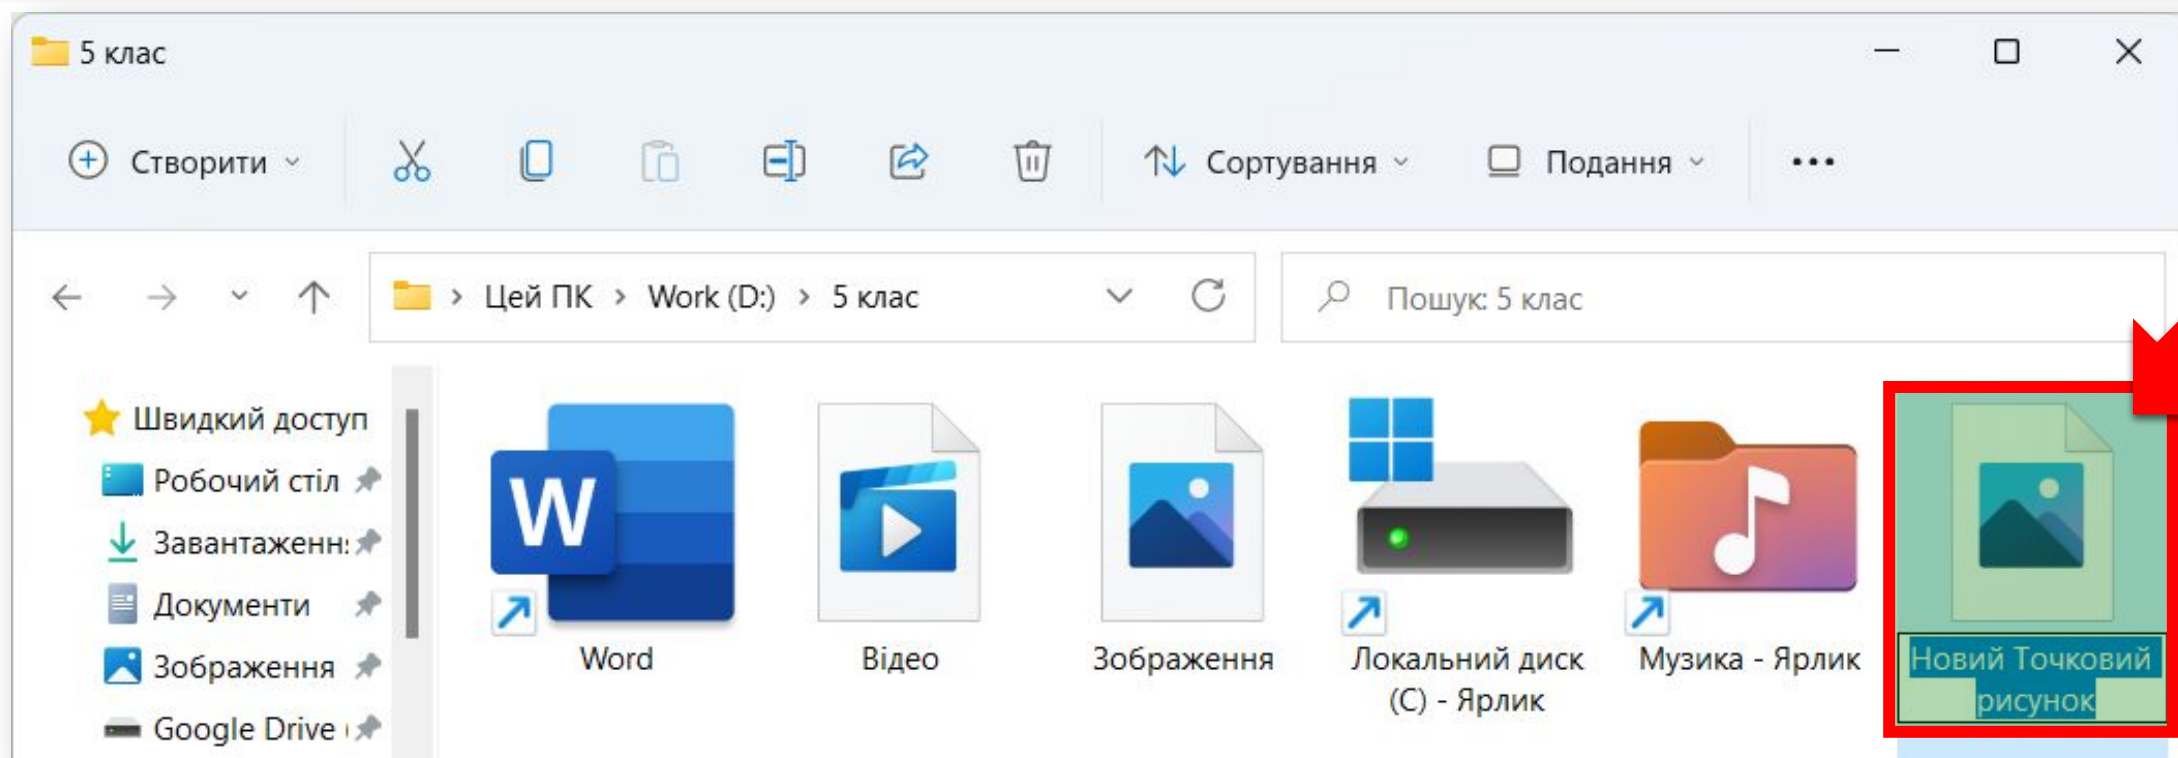 5 клас
Створити
Сортування
Подання
Цей ПК > Work (D:) > 5 клас
Пошук: 5 клас
Швидкий доступ
Робочий стіл
Завантаженн
Документи
Зображення
Google Drive
W
Word
Відео
Зображення
Локальний диск
(C) - Ярлик
Музика - Ярлик
Новий Точковий
рисунок